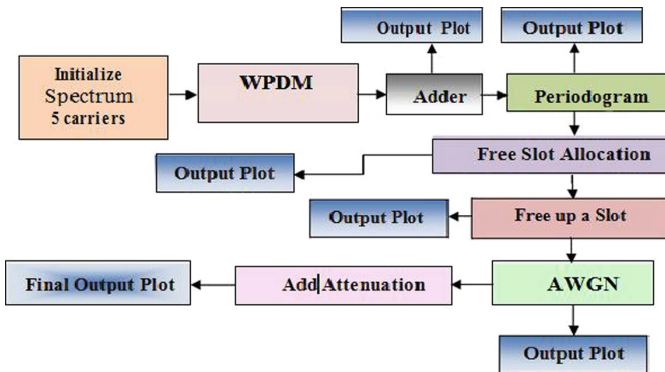 Output Plot
Output Plot
Initialize
Spectrum
5 carriers
WPDM
Adder
Periodogram
Free Slot Allocation
Output Plot
Output Plot
Free up a Slot
Final Output Plot
Add Attenuation
AWGN
Output Plot